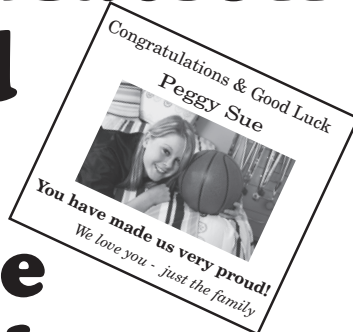 Congratulations & Good Luck
Peggy Sue
You have made us very proud!
We love you - just the family
e